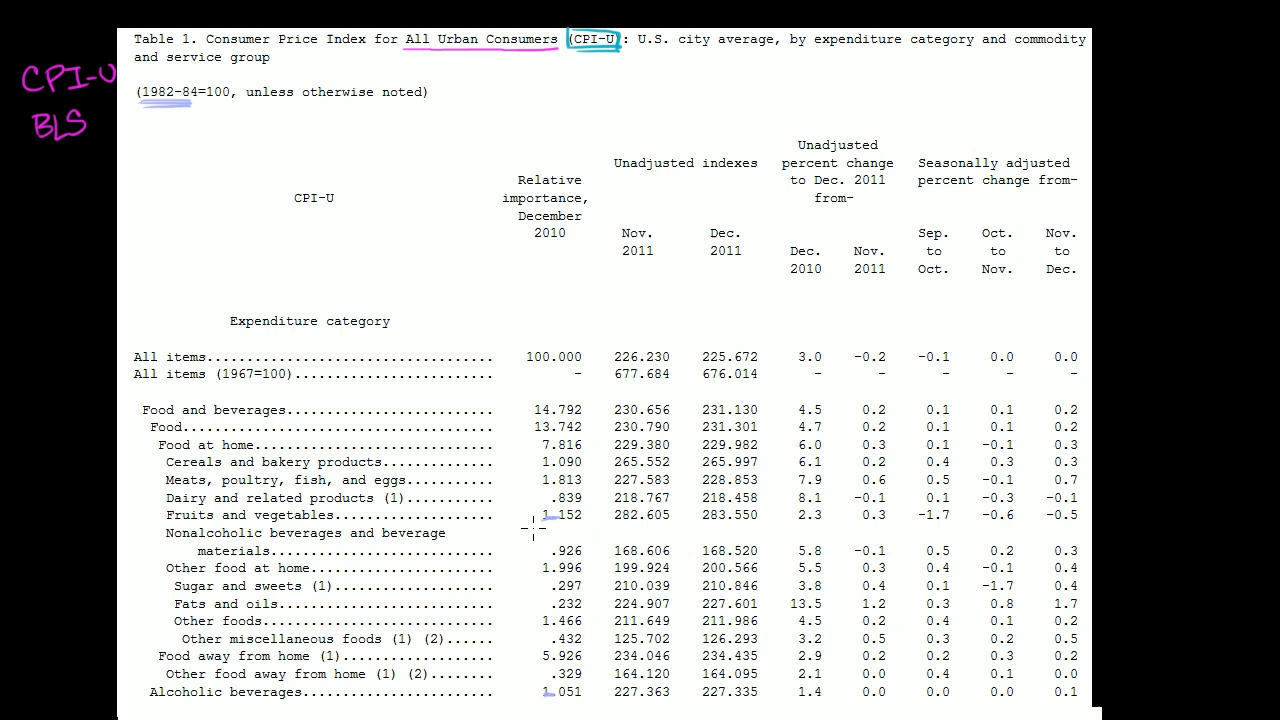 Table 1. Consumer Price Index for All Urban Consumers (CPI-U): U.S. city average, by expenditure category and commodity
and service group
CPI-U
(1982-84=100, unless otherwise noted)
BLS
Unadjusted
Unadjusted indexes percent change Seasonally adjusted
Relative to Dec. 2011 percent change from-
CPI-U importance, from-
December
2010 Nov. Dec. Sep. Oct. Nov.
2011 2011 Dec. Nov. to to to
2010 2011 Oct. Nov. Dec.
Expenditure category
All items................................... 100.000 226.230 225.672 3.0 -0.2 -0.1 0.0 0.0
All items (1967=100)......................... - 677.684 676.014 - - - - -
Food and beverages.......................... 14.792 230.656 231.130 4.5 0.2 0.1 0.1 0.2
Food....................................... 13.742 230.790 231.301 4.7 0.2 0.1 0.1 0.2
Food at home.............................. 7.816 229.380 229.982 6.0 0.3 0.1 -0.1 0.3
Cereals and bakery products.............. 1.090 265.552 265.997 6.1 0.2 0.4 0.3 0.3
Meats, poultry, fish, and eggs........... 1.813 227.583 228.853 7.9 0.6 0.5 -0.1 0.7
Dairy and related products (1)........... .839 218.767 218.458 8.1 -0.1 0.1 -0.3 -0.1
Fruits and vegetables.................... 1.152 282.605 283.550 2.3 0.3 -1.7 -0.6 -0.5
Nonalcoholic beverages and beverage
materials............................ .926 168.606 168.520 5.8 -0.1 0.5 0.2 0.3
Other food at home....................... 1.996 199.924 200.566 5.5 0.3 0.4 -0.1 0.4
Sugar and sweets (1).................... .297 210.039 210.846 3.8 0.4 0.1 -1.7 0.4
Fats and oils........................... .232 224.907 227.601 13.5 1.2 0.3 0.8 1.7
Other foods............................. 1.466 211.649 211.986 4.5 0.2 0.4 0.1 0.2
Other miscellaneous foods (1) (2)...... .432 125.702 126.293 3.2 0.5 0.3 0.2 0.5
Food away from home (1)................... 5.926 234.046 234.435 2.9 0.2 0.2 0.3 0.2
Other food away from home (1) (2)........ .329 164.120 164.095 2.1 0.0 0.4 0.1 0.0
Alcoholic beverages........................ 1.051 227.363 227.335 1.4 0.0 0.0 0.0 0.1